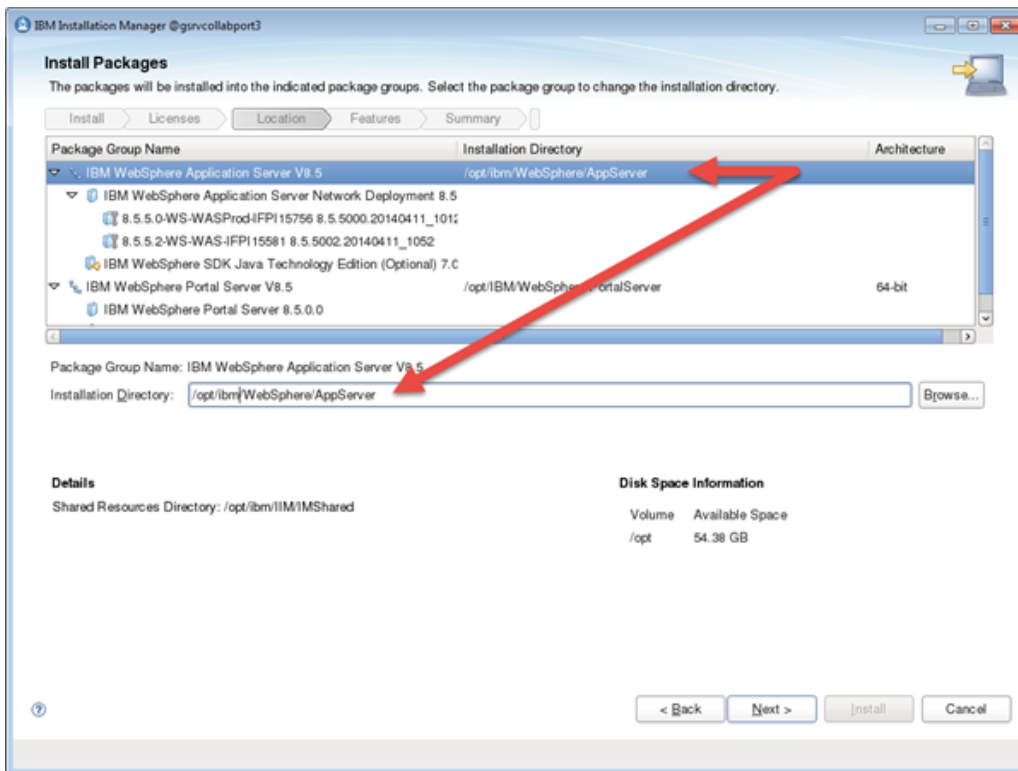 IBM Installation Manager @gsrvcollabport3
Install Packages
The packages will be installed into the indicated package groups. Select the package group to change the installation directory.
Install Licenses Location Features Summary
Package Group Name Installation Directory Architecture
IBM WebSphere Application Server V8.5 /opt/ibm/WebSphere/AppServer
IBM WebSphere Application Server Network Deployment 8.5
8.5.5.0-WS-WASProd-IFPI15756 8.5.5000.20140411_1012
8.5.5.2-WS-WAS-IFPI15581 8.5.5002.20140411_1052
IBM WebSphere SDK Java Technology Edition (Optional) 7.0
IBM WebSphere Portal Server V8.5 /opt/IBM/WebSphere/PortalServer 64-bit
IBM WebSphere Portal Server 8.5.0.0
Package Group Name: IBM WebSphere Application Server V8.5
Installation Directory: /opt/ibm/WebSphere/AppServer Browse...
Details Disk Space Information
Shared Resources Directory: /opt/ibm/IIM/IMShared
Volume Available Space
/opt 54.38 GB
< Back Next > Install Cancel